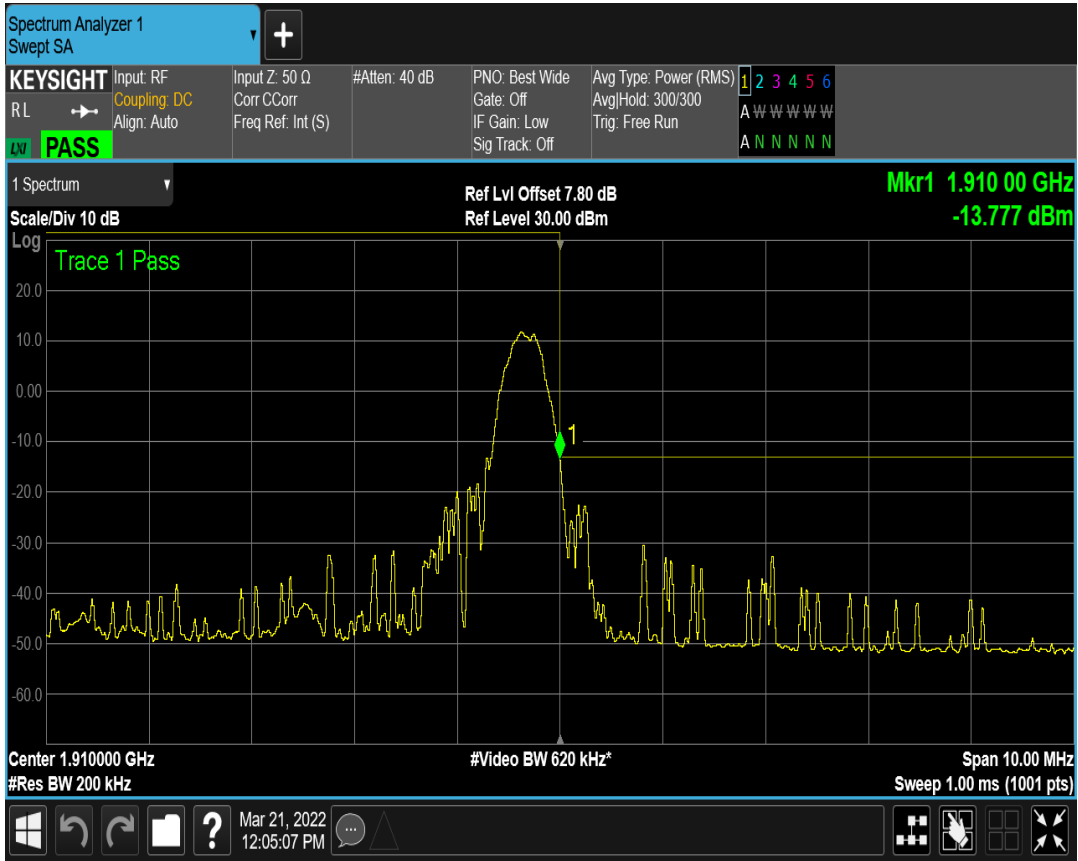 Spectrum Analyzer 1
Swept SA
+
KEYSIGHT
R L
LXI PASS
Input: RF
Coupling: DC
Align: Auto
Input Z: 50 Ω
Corr CCorr
Freq Ref: Int (S)
#Atten: 40 dB
PNO: Best Wide
Gate: Off
IF Gain: Low
Sig Track: Off
Avg Type: Power (RMS)
Avg|Hold: 300/300
Trig: Free Run
1 2 3 4 5 6
A W W W W W
A N N N N N
1 Spectrum
Scale/Div 10 dB
Ref Lvl Offset 7.80 dB
Ref Level 30.00 dBm
Mkr1 1.910 00 GHz
-13.777 dBm
Log
Trace 1 Pass
20.0
10.0
0.00
-10.0
1
-20.0
-30.0
-40.0
-50.0
-60.0
Center 1.910000 GHz
#Video BW 620 kHz*
Span 10.00 MHz
#Res BW 200 kHz
Sweep 1.00 ms (1001 pts)
?
Mar 21, 2022
12:05:07 PM